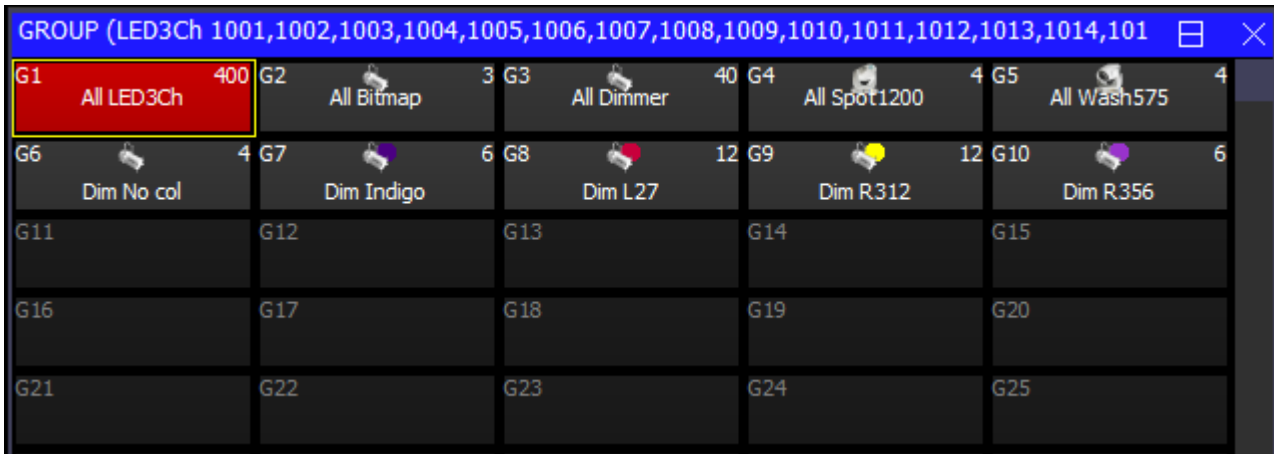 GROUP (LED3Ch 1001,1002,1003,1004,1005,1006,1007,1008,1009,1010,1011,1012,1013,1014,101
G1 400 G2 3 G3 40 G4 4 G5 4
All LED3Ch All Bitmap All Dimmer All Spot1200 All Wash575
G6 4 G7 6 G8 12 G9 12 G10 6
Dim No col Dim Indigo Dim L27 Dim R312 Dim R356
G11 G12 G13 G14 G15
G16 G17 G18 G19 G20
G21 G22 G23 G24 G25